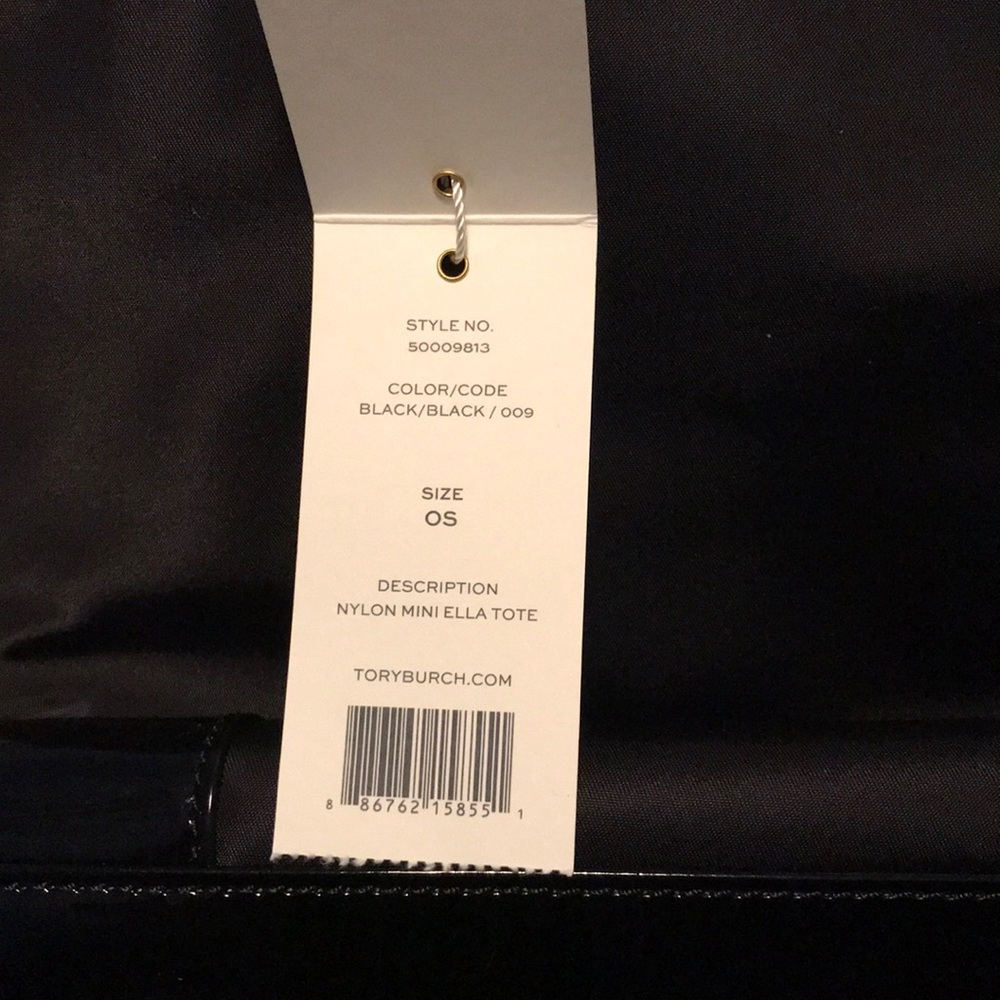 STYLE NO.
50009813
COLOR/CODE
BLACK/BLACK / 009
SIZE
OS
DESCRIPTION
NYLON MINI ELLA TOTE
TORYBURCH.COM
8 86762 15855 1